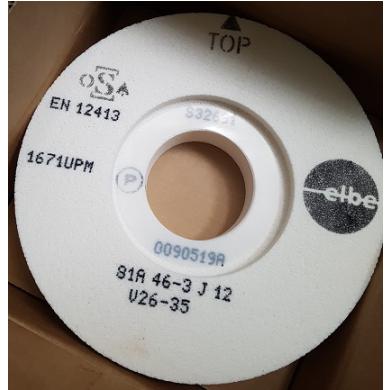 TOP
oSA
EN 12413
1671UPM
P
elbe
0090519A
81A 46-3 J 12
V26-35